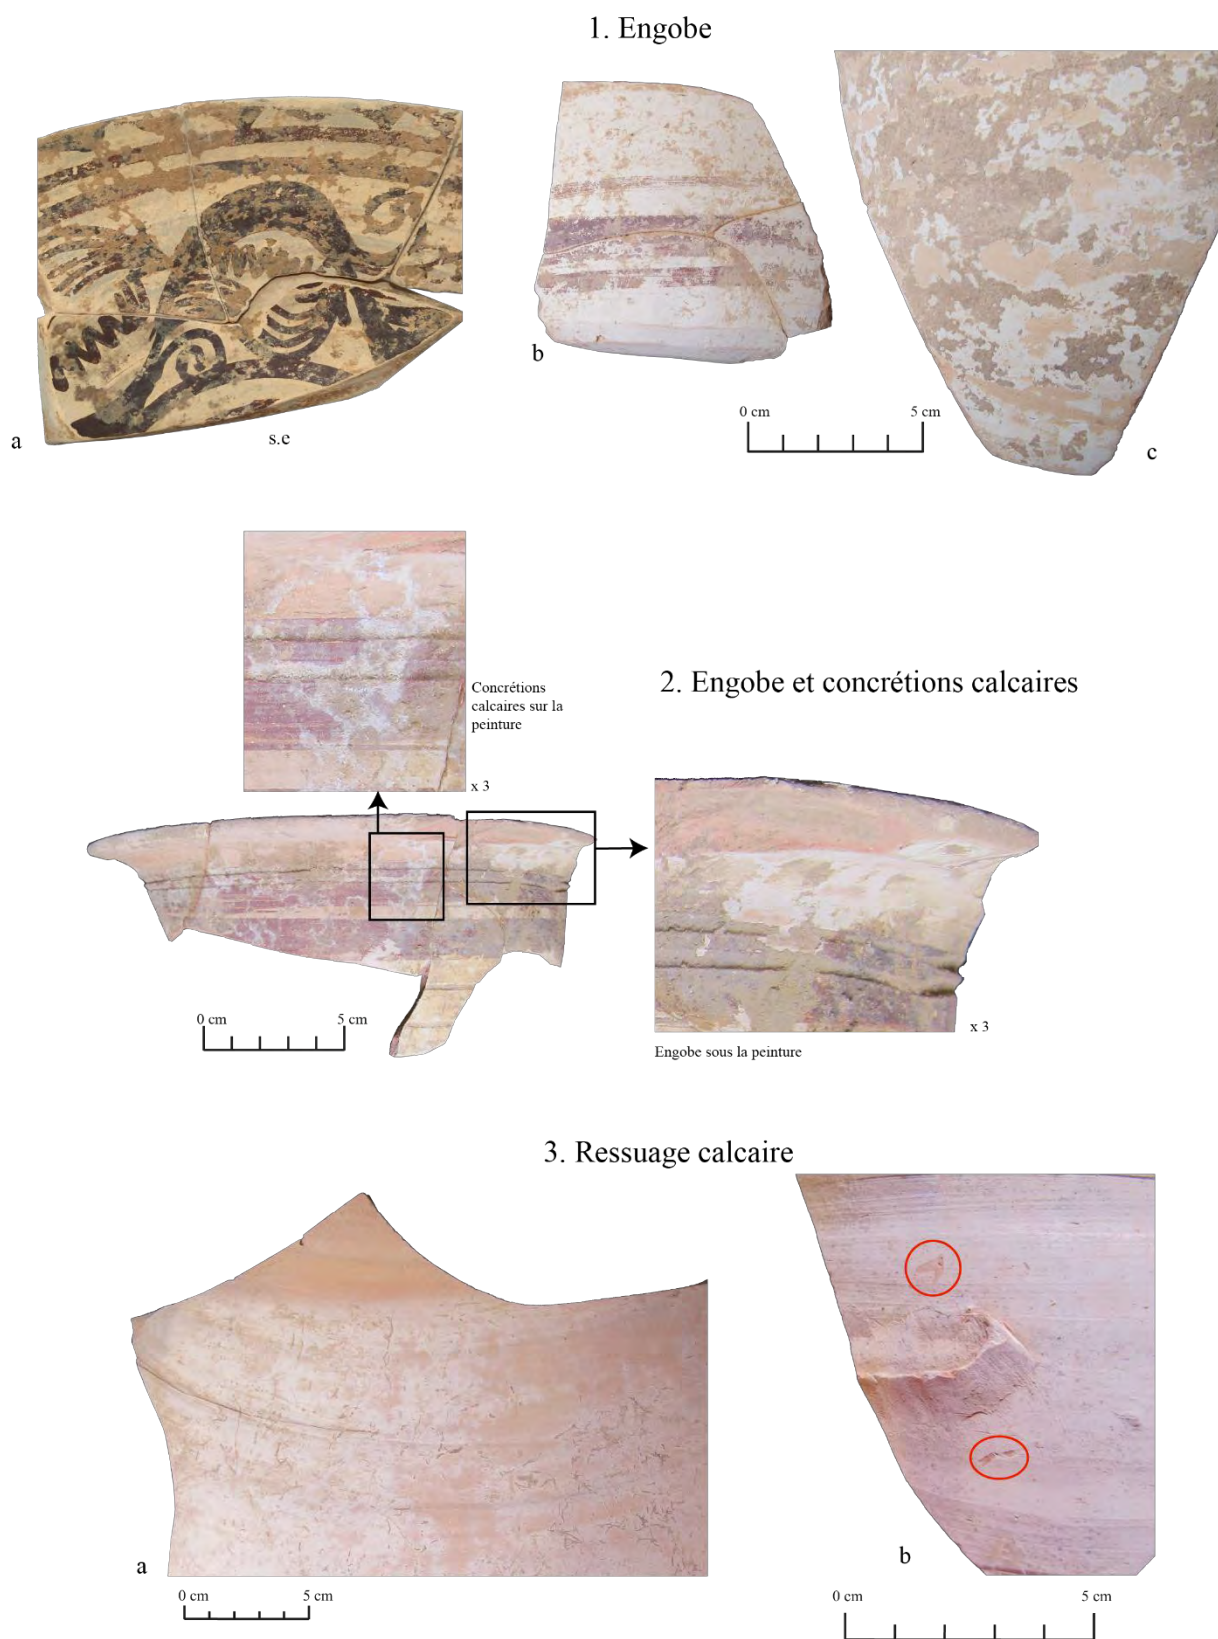 1. Engobe
a
s.e
b
0 cm
5 cm
c
Concrétions
calcaires sur la
peinture
x 3
2. Engobe et concrétions calcaires
0 cm
5 cm
x 3
Engobe sous la peinture
3. Ressuage calcaire
a
0 cm
5 cm
b
0 cm
5 cm